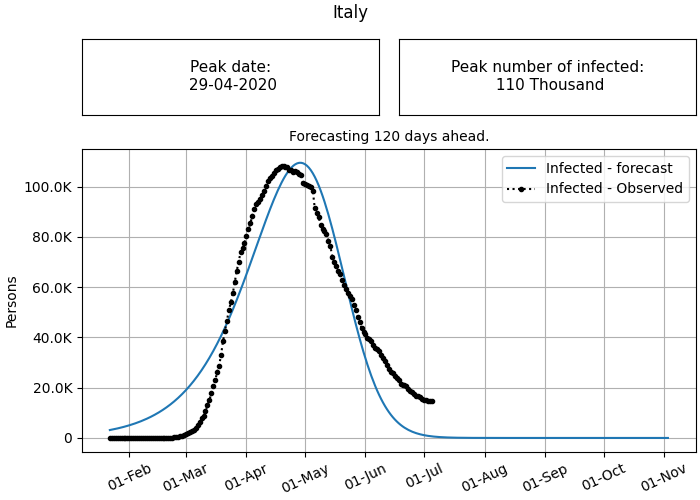 Italy
Peak date:
29-04-2020
Peak number of infected:
110 Thousand
Forecasting 120 days ahead.
Infected - forecast
Infected - Observed
Persons
100.0K
80.0K
60.0K
40.0K
20.0K
0
01-Feb
01-Mar
01-Apr
01-May
01-Jun
01-Jul
01-Aug
01-Sep
01-Oct
01-Nov